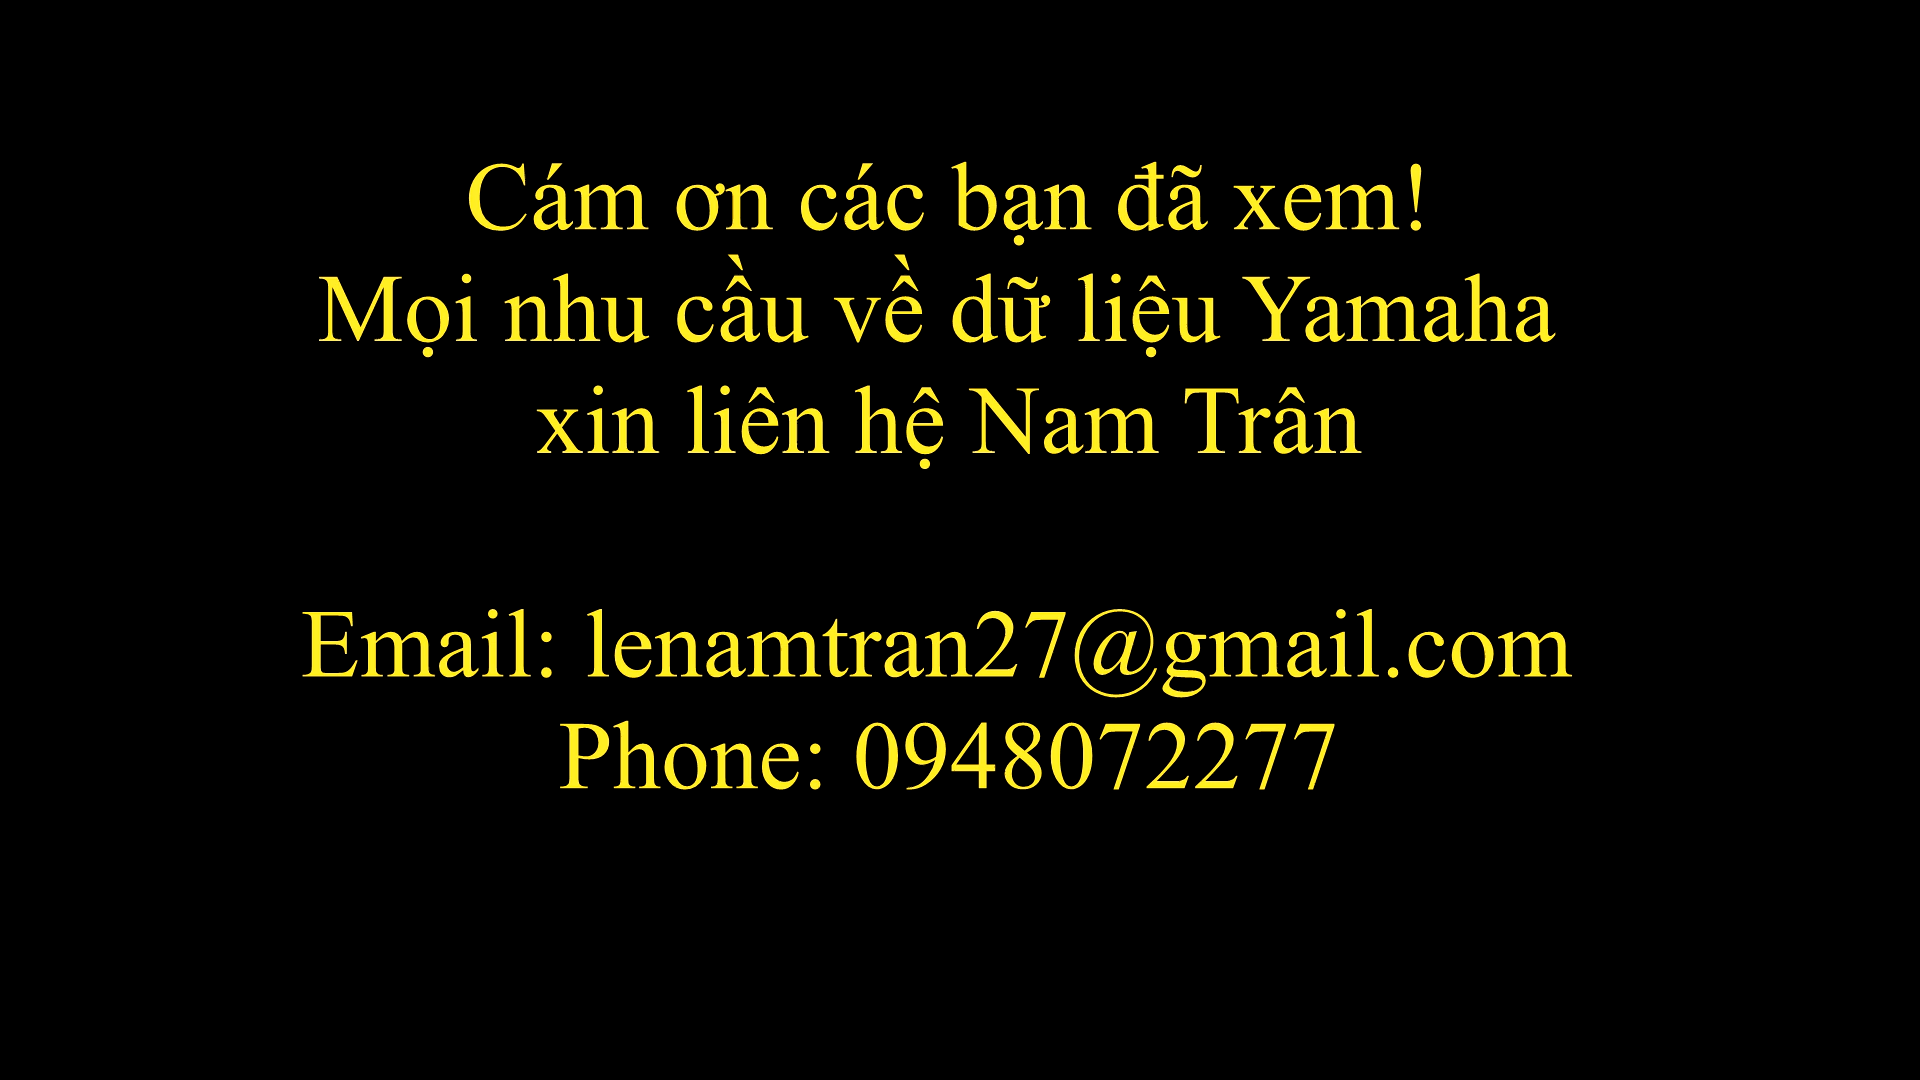 Cám ơn các bạn đã xem!
Mọi nhu cầu về dữ liệu Yamaha
xin liên hệ Nam Trân
Email: lenamtran27@gmail.com
Phone: 0948072277